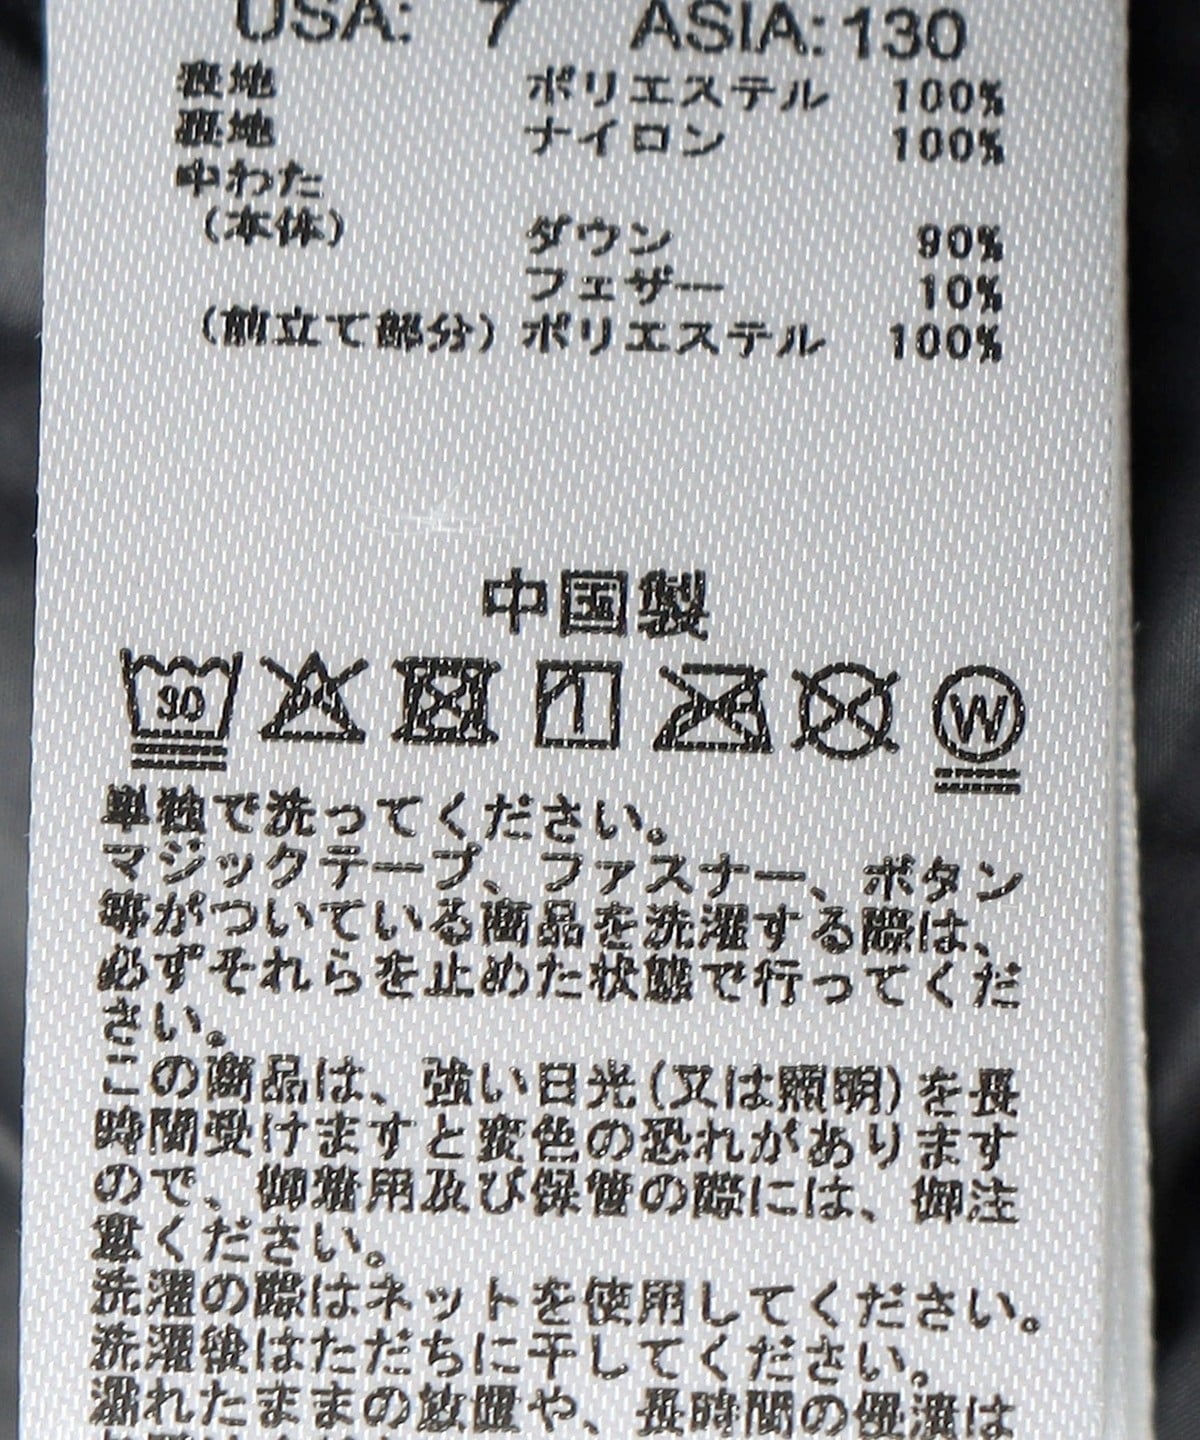 USA: 7 ASIA: 130
表地 ポリエステル 100%
裏地 ナイロン 100%
中わた
(本体) ダウン 90%
フェザー 10%
(前立て部分) ポリエステル 100%
中国製
30 W
単独で洗ってください。
マジックテープ、ファスナー、ボタン
等がついている商品を洗濯する際は、
必ずそれらを止めた状態で行ってくだ
さい。
この商品は、強い日光(又は照明)を長
時間受けますと変色の恐れがあります
ので、御着用及び保管の際には、御注
意ください。
洗濯の際はネットを使用してください。
洗濯後はただちに干してください。
濡れたままの放置や、長時間の浸漬は